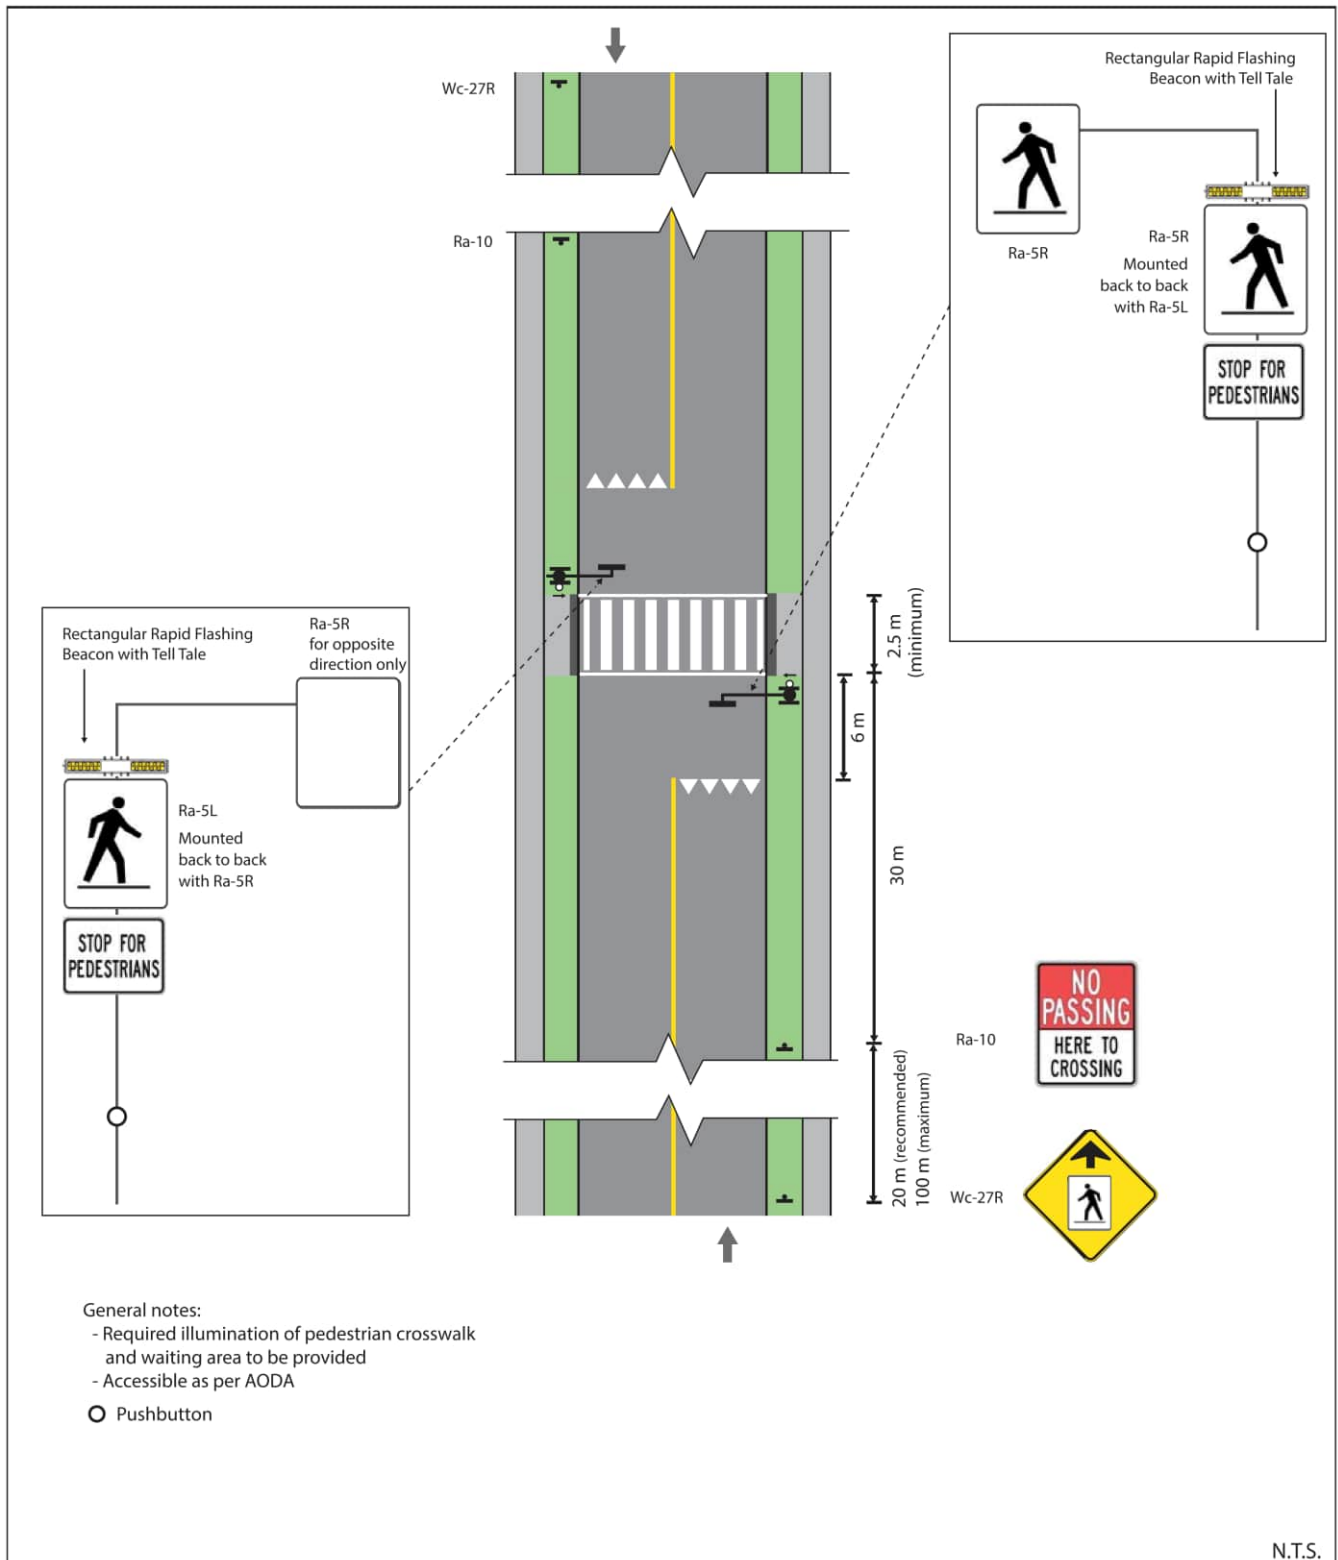 Wc-27R
Ra-10
Rectangular Rapid Flashing
Beacon with Tell Tale
Ra-5R
Ra-5R
Mounted
back to back
with Ra-5L
STOP FOR
PEDESTRIANS
2.5 m
(minimum)
6 m
30 m
20 m (recommended)
100 m (maximum)
Rectangular Rapid Flashing
Beacon with Tell Tale
Ra-5R
for opposite
direction only
Ra-5L
Mounted
back to back
with Ra-5R
STOP FOR
PEDESTRIANS
Ra-10
NO
PASSING
HERE TO
CROSSING
Wc-27R
General notes:
- Required illumination of pedestrian crosswalk
and waiting area to be provided
- Accessible as per AODA
Pushbutton
N.T.S.